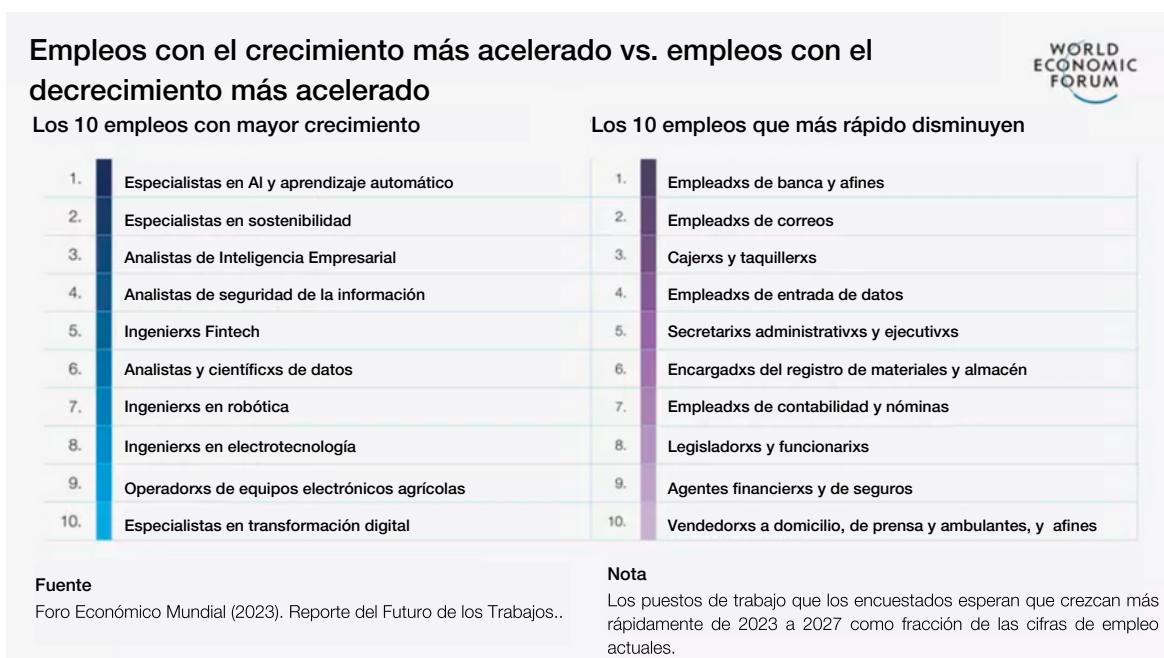 Empleos con el crecimiento más acelerado vs. empleos con el
decrecimiento más acelerado
WORLD
ECONOMIC
FORUM
Los 10 empleos con mayor crecimiento
1. Especialistas en AI y aprendizaje automático
2. Especialistas en sostenibilidad
3. Analistas de Inteligencia Empresarial
4. Analistas de seguridad de la información
5. Ingenierxs Fintech
6. Analistas y científicxs de datos
7. Ingenierxs en robótica
8. Ingenierxs en electrotecnología
9. Operadorxs de equipos electrónicos agrícolas
10. Especialistas en transformación digital
Los 10 empleos que más rápido disminuyen
1. Empleadxs de banca y afines
2. Empleadxs de correos
3. Cajerxs y taquillerxs
4. Empleadxs de entrada de datos
5. Secretarixs administrativxs y ejecutivxs
6. Encargadxs del registro de materiales y almacén
7. Empleadxs de contabilidad y nóminas
8. Legisladorxs y funcionarixs
9. Agentes financierxs y de seguros
10. Vendedorxs a domicilio, de prensa y ambulantes, y afines
Fuente
Foro Económico Mundial (2023). Reporte del Futuro de los Trabajos..
Nota
Los puestos de trabajo que los encuestados esperan que crezcan más
rápidamente de 2023 a 2027 como fracción de las cifras de empleo
actuales.